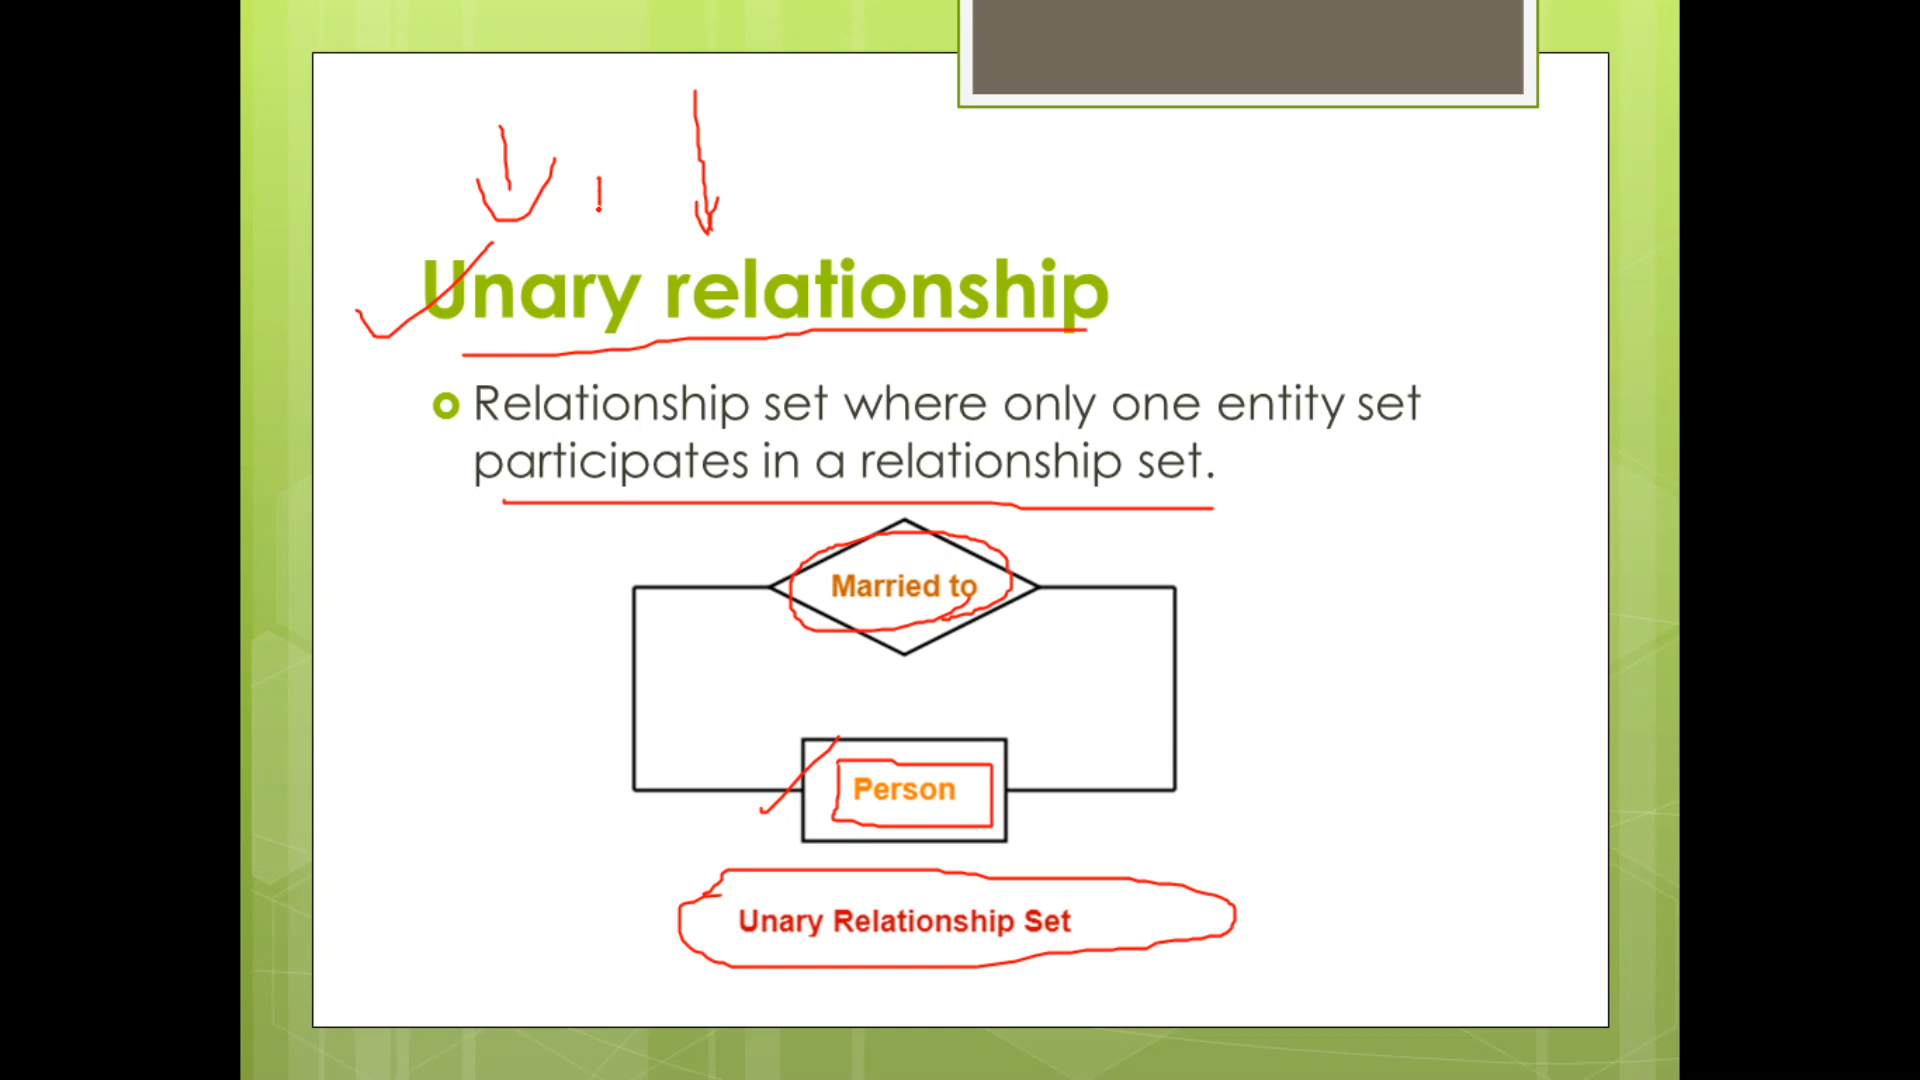 Unary relationship
Relationship set where only one entity set
participates in a relationship set.
Married to
Person
Unary Relationship Set